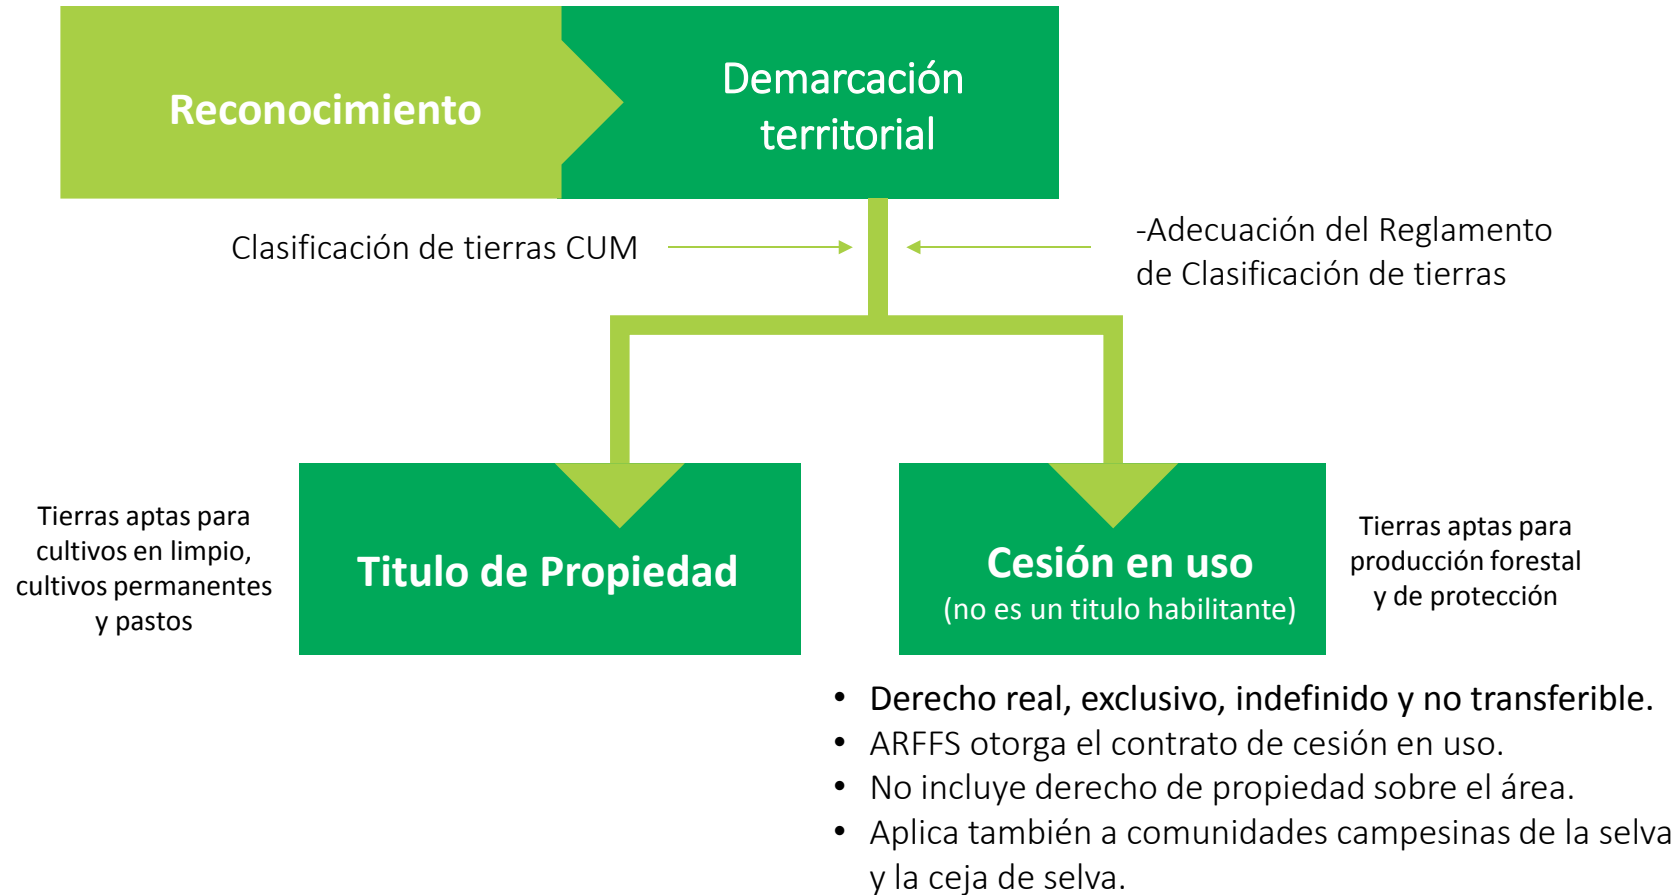 Reconocimiento
Demarcación
territorial
Clasificación de tierras CUM
-Adecuación del Reglamento
de Clasificación de tierras
Tierras aptas para
cultivos en limpio,
cultivos permanentes
y pastos
Titulo de Propiedad
Cesión en uso
(no es un titulo habilitante)
Tierras aptas para
producción forestal
y de protección
• Derecho real, exclusivo, indefinido y no transferible.
• ARFFS otorga el contrato de cesión en uso.
• No incluye derecho de propiedad sobre el área.
• Aplica también a comunidades campesinas de la selva
y la ceja de selva.